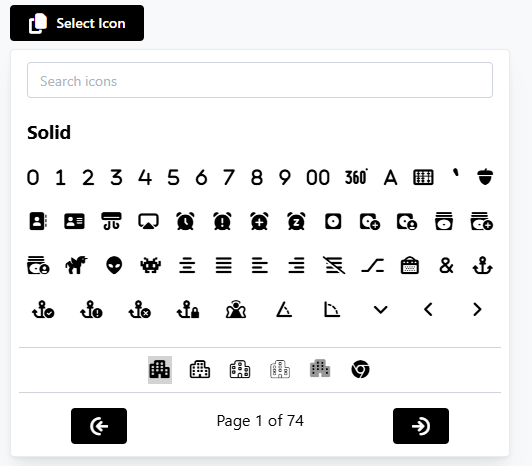 Select Icon
Search icons
Solid
0 1 2 3 4 5 6 7 8 9 00 360° A '
&
Page 1 of 74